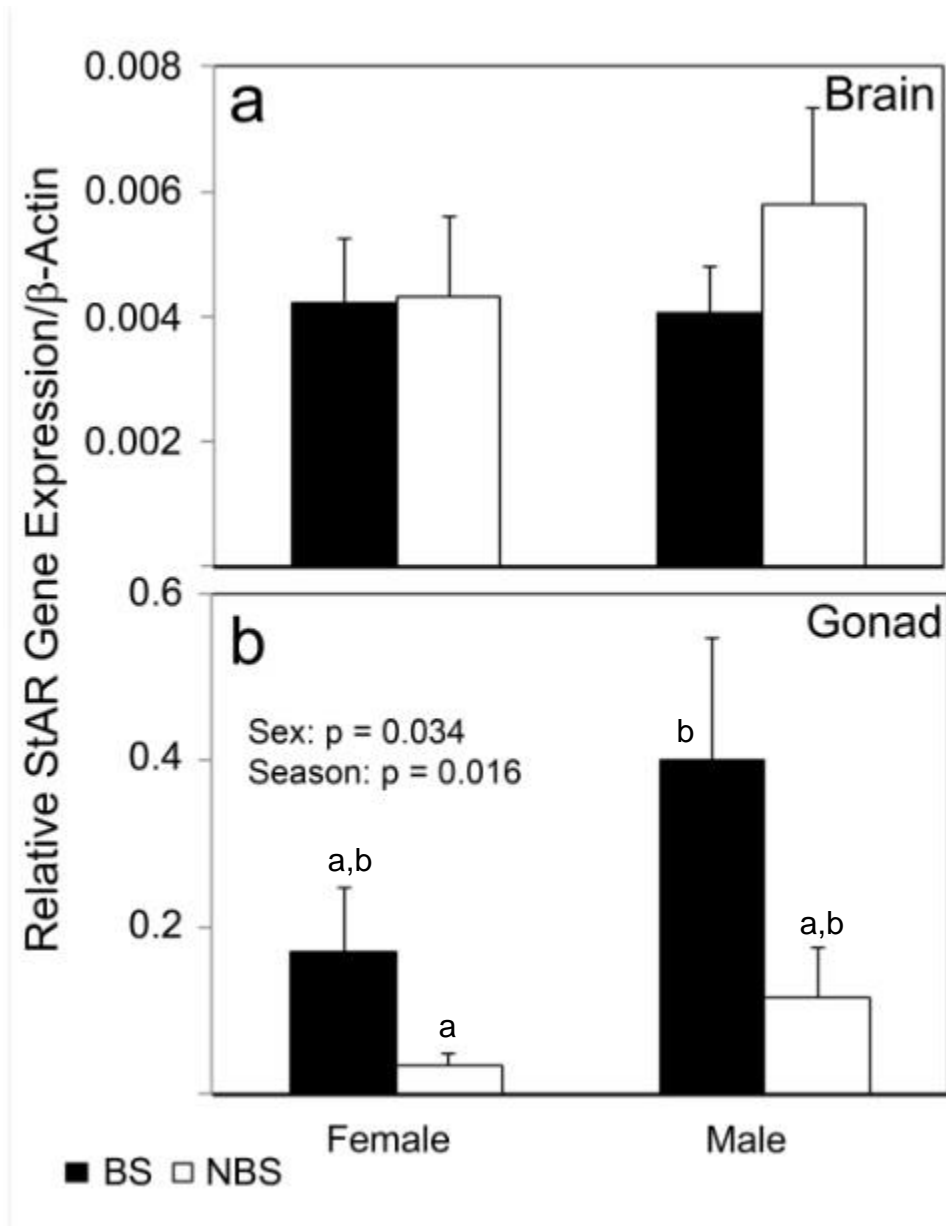 Relative StAR Gene Expression/β-Actin
0.008
0.006
0.004
0.002
a
Brain
0.6
0.4
0.2
b
Gonad
Sex: p = 0.034
Season: p = 0.016
a,b
a
b
a,b
Female
Male
BS
NBS